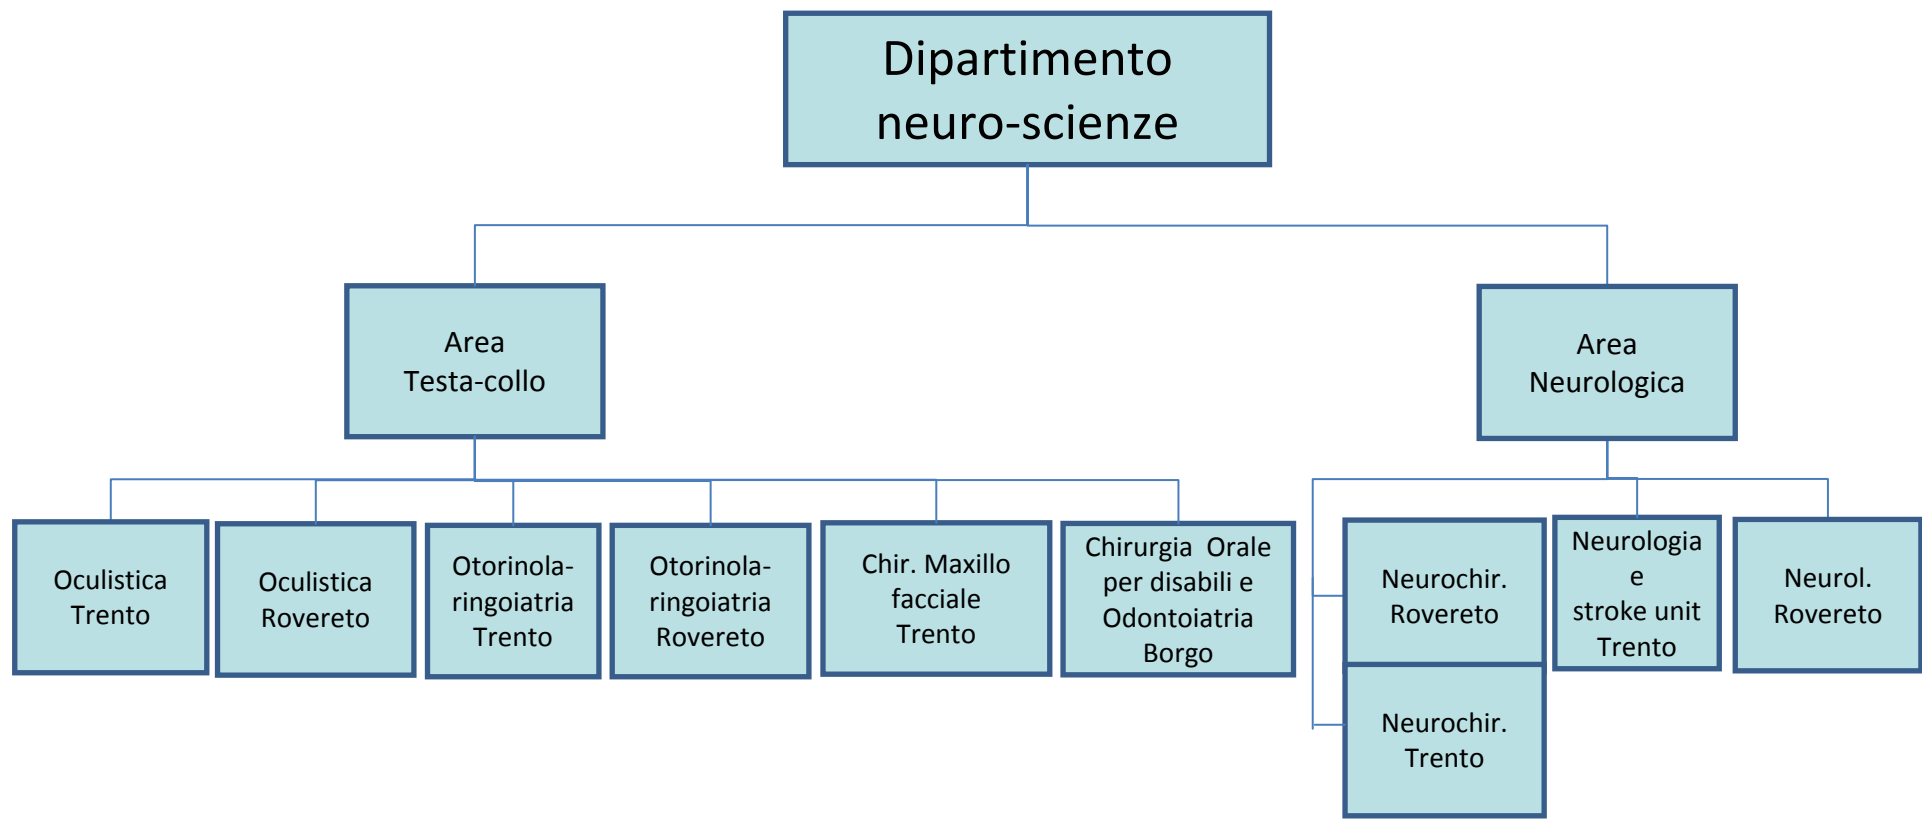 Dipartimento
neuro-scienze
Area
Testa-collo
Area
Neurologica
Oculistica
Trento
Oculistica
Rovereto
Otorinola-
ringoiatria
Trento
Otorinola-
ringoiatria
Rovereto
Chir. Maxillo
facciale
Trento
Chirurgia Orale
per disabili e
Odontoiatria
Borgo
Neurochir.
Rovereto
Neurochir.
Trento
Neurologia
e
stroke unit
Trento
Neurol.
Rovereto